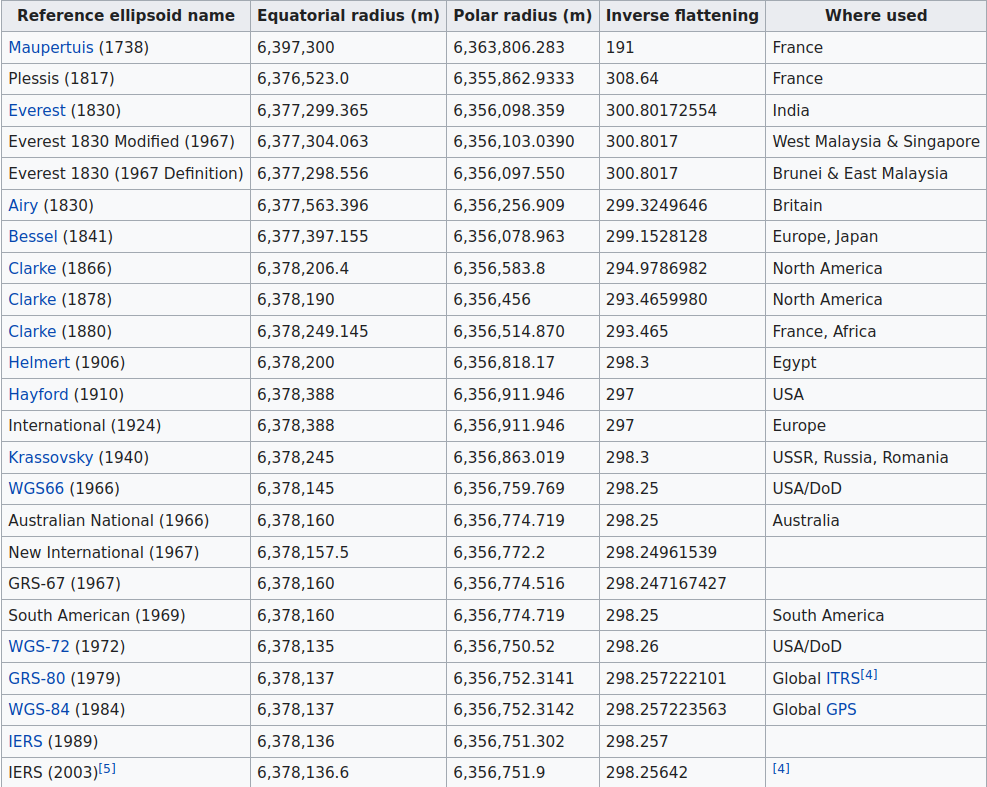 Reference ellipsoid name Equatorial radius (m) Polar radius (m) Inverse flattening Where used
Maupertuis (1738) 6,397,300 6,363,806.283 191 France
Plessis (1817) 6,376,523.0 6,355,862.9333 308.64 France
Everest (1830) 6,377,299.365 6,356,098.359 300.80172554 India
Everest 1830 Modified (1967) 6,377,304.063 6,356,103.0390 300.8017 West Malaysia & Singapore
Everest 1830 (1967 Definition) 6,377,298.556 6,356,097.550 300.8017 Brunei & East Malaysia
Airy (1830) 6,377,563.396 6,356,256.909 299.3249646 Britain
Bessel (1841) 6,377,397.155 6,356,078.963 299.1528128 Europe, Japan
Clarke (1866) 6,378,206.4 6,356,583.8 294.9786982 North America
Clarke (1878) 6,378,190 6,356,456 293.4659980 North America
Clarke (1880) 6,378,249.145 6,356,514.870 293.465 France, Africa
Helmert (1906) 6,378,200 6,356,818.17 298.3 Egypt
Hayford (1910) 6,378,388 6,356,911.946 297 USA
International (1924) 6,378,388 6,356,911.946 297 Europe
Krassovsky (1940) 6,378,245 6,356,863.019 298.3 USSR, Russia, Romania
WGS66 (1966) 6,378,145 6,356,759.769 298.25 USA/DoD
Australian National (1966) 6,378,160 6,356,774.719 298.25 Australia
New International (1967) 6,378,157.5 6,356,772.2 298.24961539
GRS-67 (1967) 6,378,160 6,356,774.516 298.247167427
South American (1969) 6,378,160 6,356,774.719 298.25 South America
WGS-72 (1972) 6,378,135 6,356,750.52 298.26 USA/DoD
GRS-80 (1979) 6,378,137 6,356,752.3141 298.257222101 Global ITRS[4]
WGS-84 (1984) 6,378,137 6,356,752.3142 298.257223563 Global GPS
IERS (1989) 6,378,136 6,356,751.302 298.257
IERS (2003)[5] 6,378,136.6 6,356,751.9 298.25642 [4]